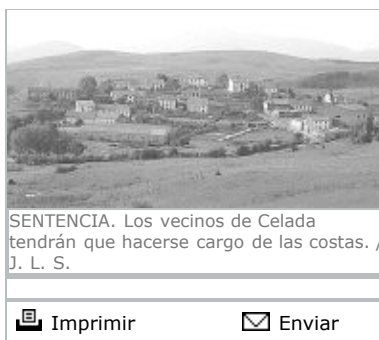 SENTENCIA. Los vecinos de Celada
tendrán que hacerse cargo de las costas. /
J. L. S.
Imprimir Enviar